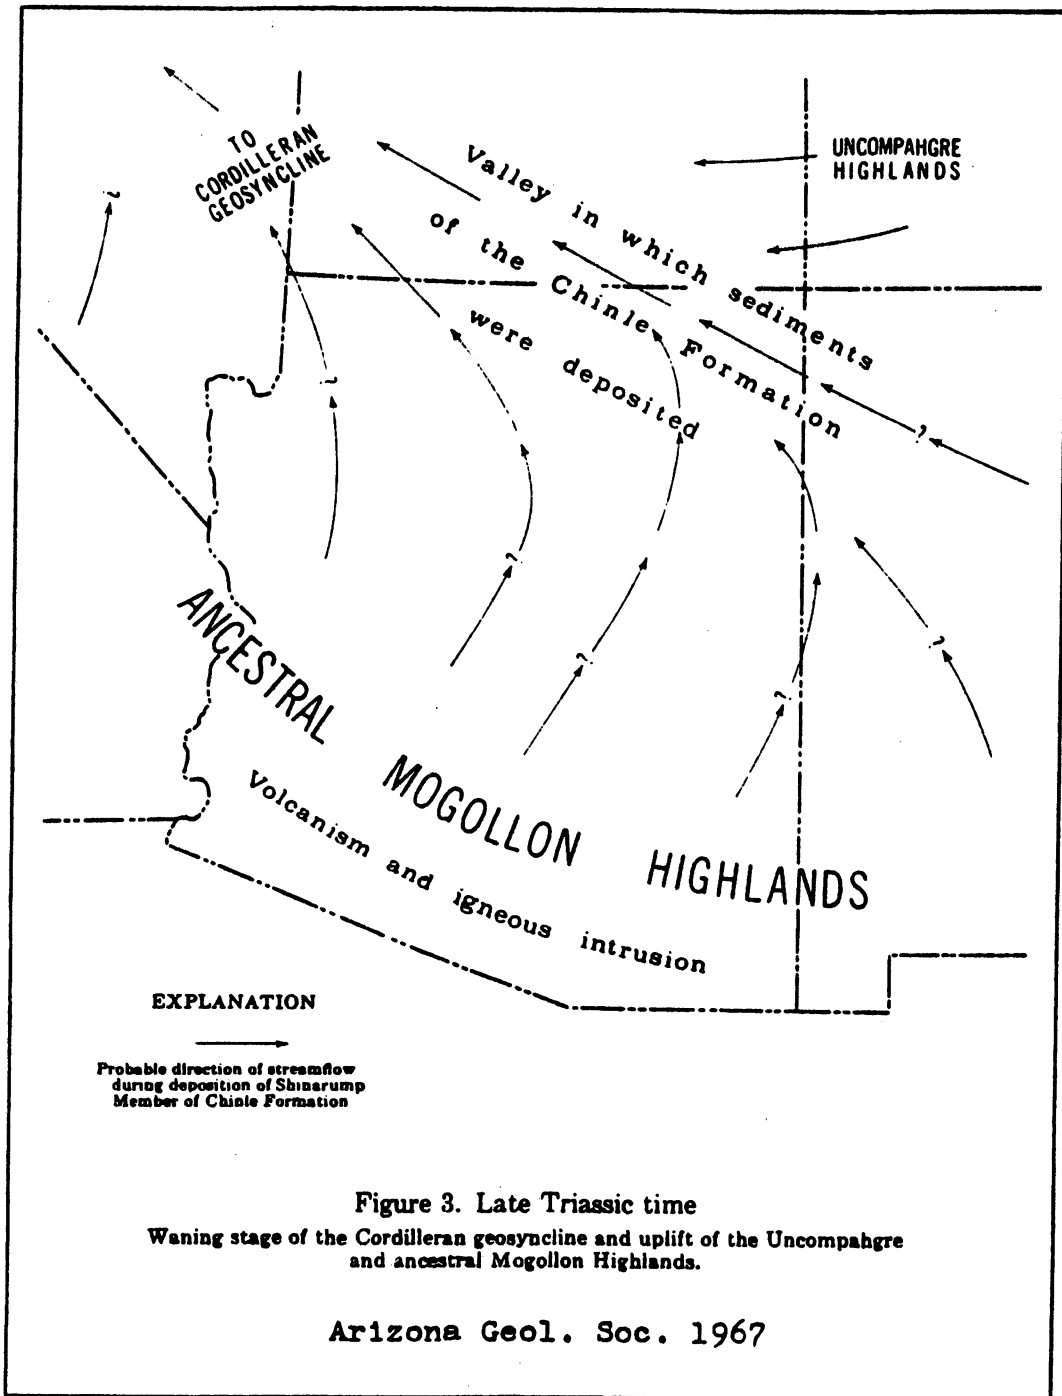 TO
CORDILLERAN
GEOSYNCLINE
UNCOMPAHGRE
HIGHLANDS
Valley in which sediments
of the Chinle Formation
were deposited
?
?
?
?
?
?
?
ANCESTRAL MOGOLLON HIGHLANDS
Volcanism and igneous intrusion
EXPLANATION
Probable direction of streamflow
during deposition of Shinarump
Member of Chinle Formation
Figure 3. Late Triassic time
Waning stage of the Cordilleran geosyncline and uplift of the Uncompahgre
and ancestral Mogollon Highlands.
Arizona Geol. Soc. 1967